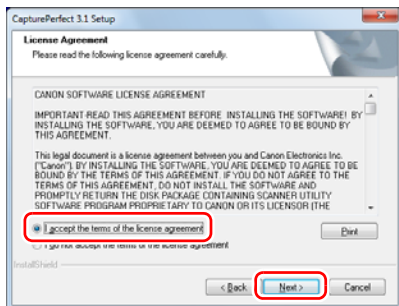 CapturePerfect 3.1 Setup
License Agreement
Please read the following license agreement carefully.
CANON SOFTWARE LICENSE AGREEMENT
IMPORTANT-READ THIS AGREEMENT BEFORE INSTALLING THE SOFTWARE! BY
INSTALLING THE SOFTWARE, YOU ARE DEEMED TO AGREE TO BE BOUND BY
THIS AGREEMENT.
This legal document is a license agreement between you and Canon Electronics Inc.
("Canon"). BY INSTALLING THE SOFTWARE, YOU ARE DEEMED TO AGREE TO BE
BOUND BY THE TERMS OF THIS AGREEMENT. IF YOU DO NOT AGREE TO THE
TERMS OF THIS AGREEMENT, DO NOT INSTALL THE SOFTWARE AND
PROMPTLY RETURN THE DISK PACKAGE CONTAINING SCANNER UTILITY
SOFTWARE PROGRAM PROPRIETARY TO CANON OR ITS LICENSOR (THE
I accept the terms of the license agreement
Print
I do not accept the terms of the license agreement
InstallShield
< Back
Next >
Cancel